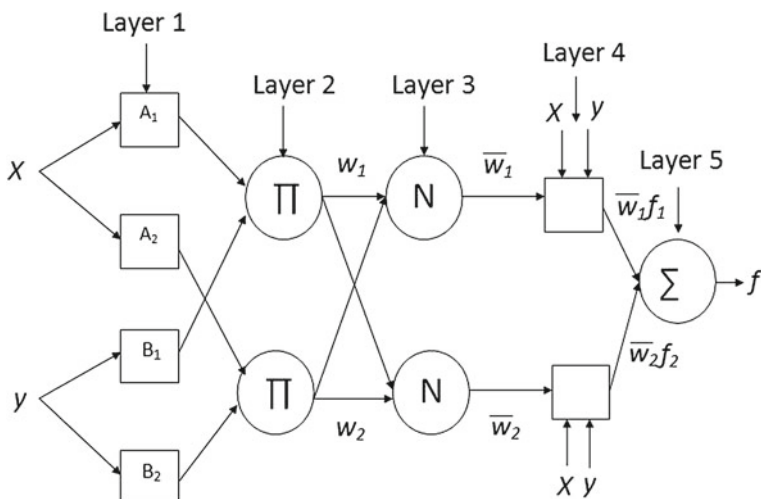 Layer 1
Layer 2
Layer 3
Layer 4
Layer 5
X
y
A₁
A₂
B₁
B₂
∏
∏
w₁
w₂
N
N
w̅₁
w̅₂
X y
X y
w̅₁f₁
w̅₂f₂
∑
f